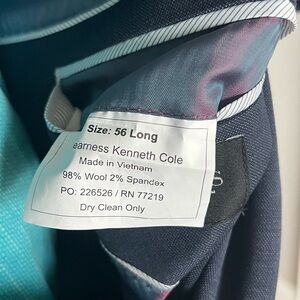 Size: 56 Long
earness Kenneth Cole
Made in Vietnam
98% Wool 2% Spandex
PO: 226526 / RN 77219
Dry Clean Only
S